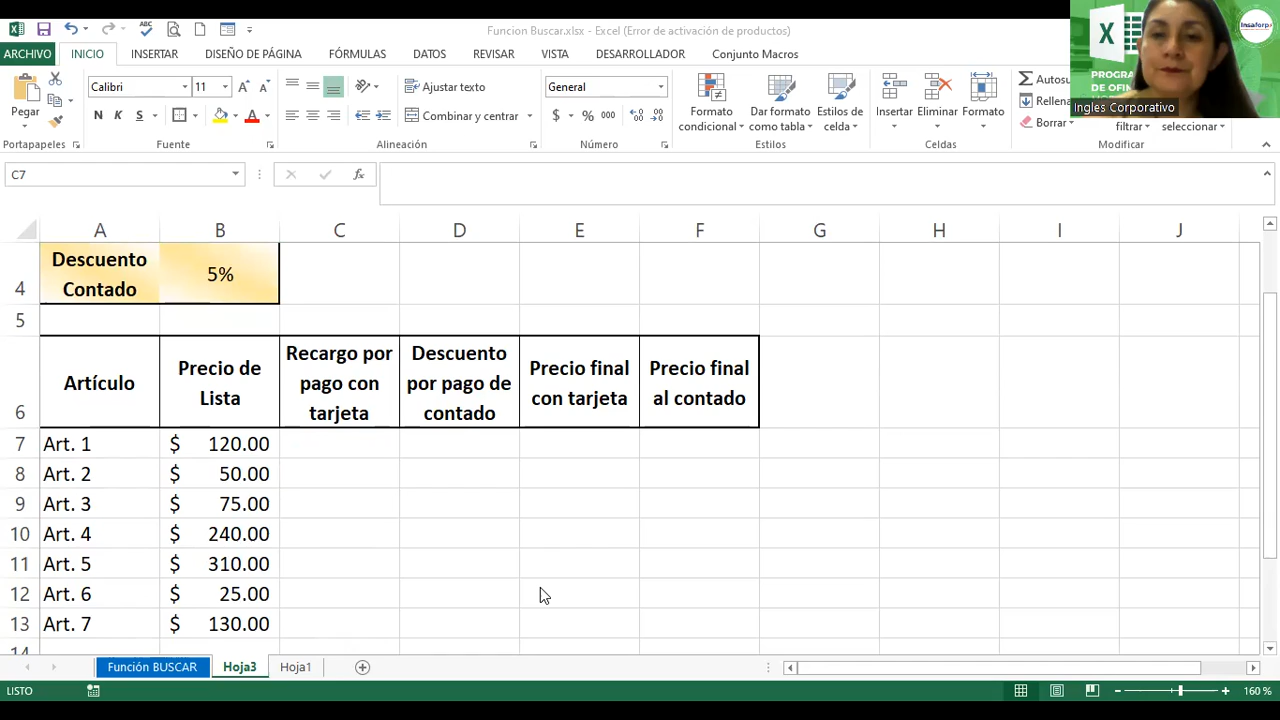 Funcion Buscar.xlsx - Excel (Error de activación de productos)
ARCHIVO INICIO INSERTAR DISEÑO DE PÁGINA FÓRMULAS DATOS REVISAR VISTA DESARROLLADOR Conjunto Macros
Pegar
Calibri 11
N K S
Ajustar texto
Combinar y centrar
General
$ % 000
Formato condicional
Dar formato como tabla
Estilos de celda
Insertar
Eliminar
Formato
Autosu
Rellena
Borrar
filtrar
seleccionar
Portapapeles Fuente Alineación Número Estilos Celdas Modificar
PROGRA
DE OFIN
Insaforp
Ingles Corporativo
C7 fx
A B C D E F G H I J
4 Descuento Contado 5%
5
6 Artículo Precio de Lista Recargo por pago con tarjeta Descuento por pago de contado Precio final con tarjeta Precio final al contado
7 Art. 1 $ 120.00
8 Art. 2 $ 50.00
9 Art. 3 $ 75.00
10 Art. 4 $ 240.00
11 Art. 5 $ 310.00
12 Art. 6 $ 25.00
13 Art. 7 $ 130.00
14
Función BUSCAR Hoja3 Hoja1
LISTO 160 %